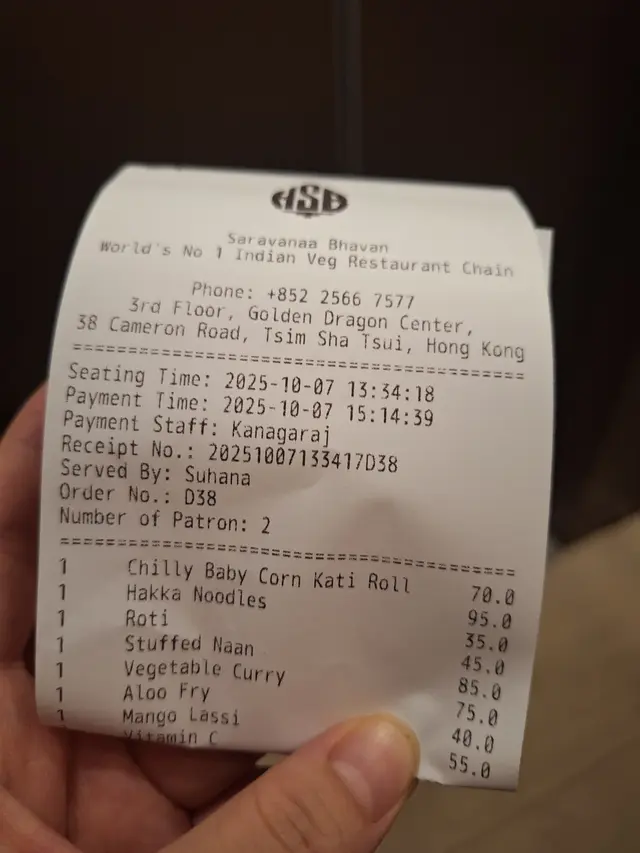 HSB
Saravanaa Bhavan
World's No 1 Indian Veg Restaurant Chain
Phone: +852 2566 7577
3rd Floor, Golden Dragon Center,
38 Cameron Road, Tsim Sha Tsui, Hong Kong
================================================
Seating Time: 2025-10-07 13:34:18
Payment Time: 2025-10-07 15:14:39
Payment Staff: Kanagaraj
Receipt No.: 20251007133417D38
Served By: Suhana
Order No.: D38
Number of Patron: 2
================================================
1 Chilly Baby Corn Kati Roll 70.0
1 Hakka Noodles 95.0
1 Roti 35.0
1 Stuffed Naan 45.0
1 Vegetable Curry 85.0
1 Aloo Fry 75.0
1 Mango Lassi 40.0
Vitamin C 55.0